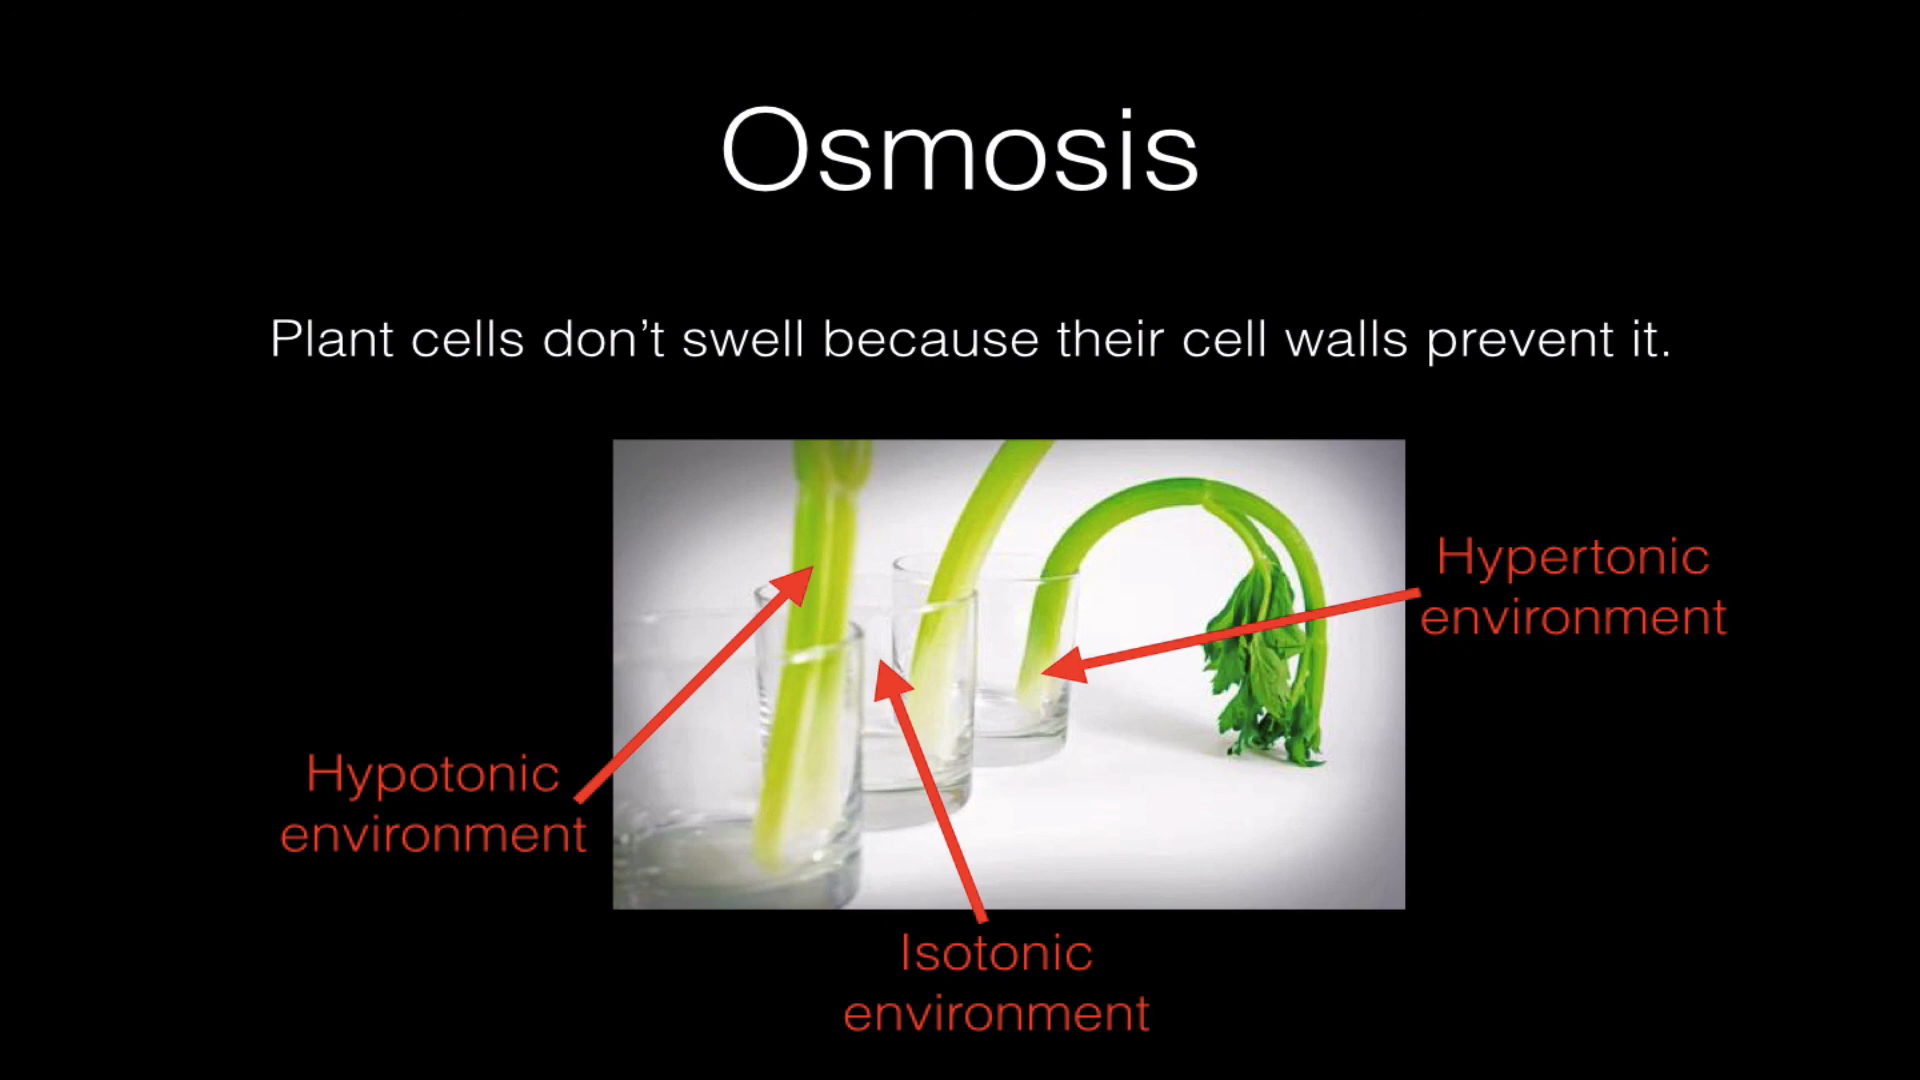 Osmosis
Plant cells don’t swell because their cell walls prevent it.
Hypertonic
environment
Hypotonic
environment
Isotonic
environment